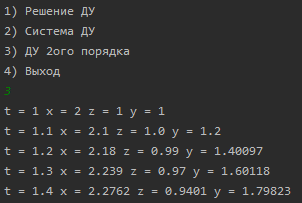 1) Решение ДУ
2) Система ДУ
3) ДУ 2ого порядка
4) Выход
3
t = 1 x = 2 z = 1 y = 1
t = 1.1 x = 2.1 z = 1.0 y = 1.2
t = 1.2 x = 2.18 z = 0.99 y = 1.40097
t = 1.3 x = 2.239 z = 0.97 y = 1.60118
t = 1.4 x = 2.2762 z = 0.9401 y = 1.79823